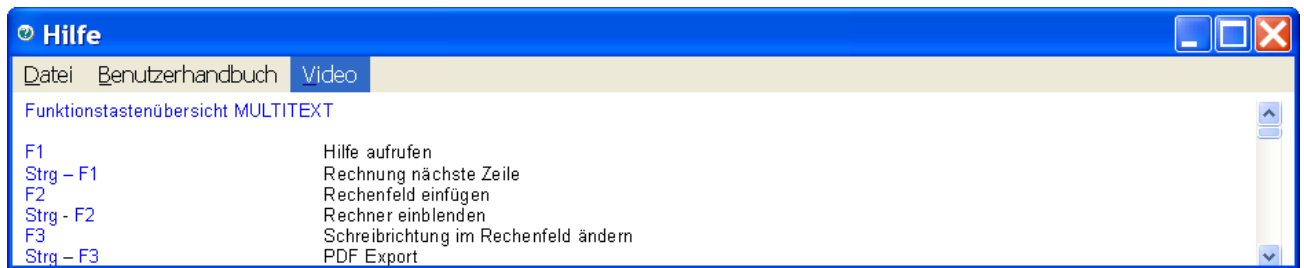 Hilfe
Datei Benutzerhandbuch Video
Funktionstastenübersicht MULTITEXT
F1 Hilfe aufrufen
Strg – F1 Rechnung nächste Zeile
F2 Rechenfeld einfügen
Strg - F2 Rechner einblenden
F3 Schreibrichtung im Rechenfeld ändern
Strg – F3 PDF Export